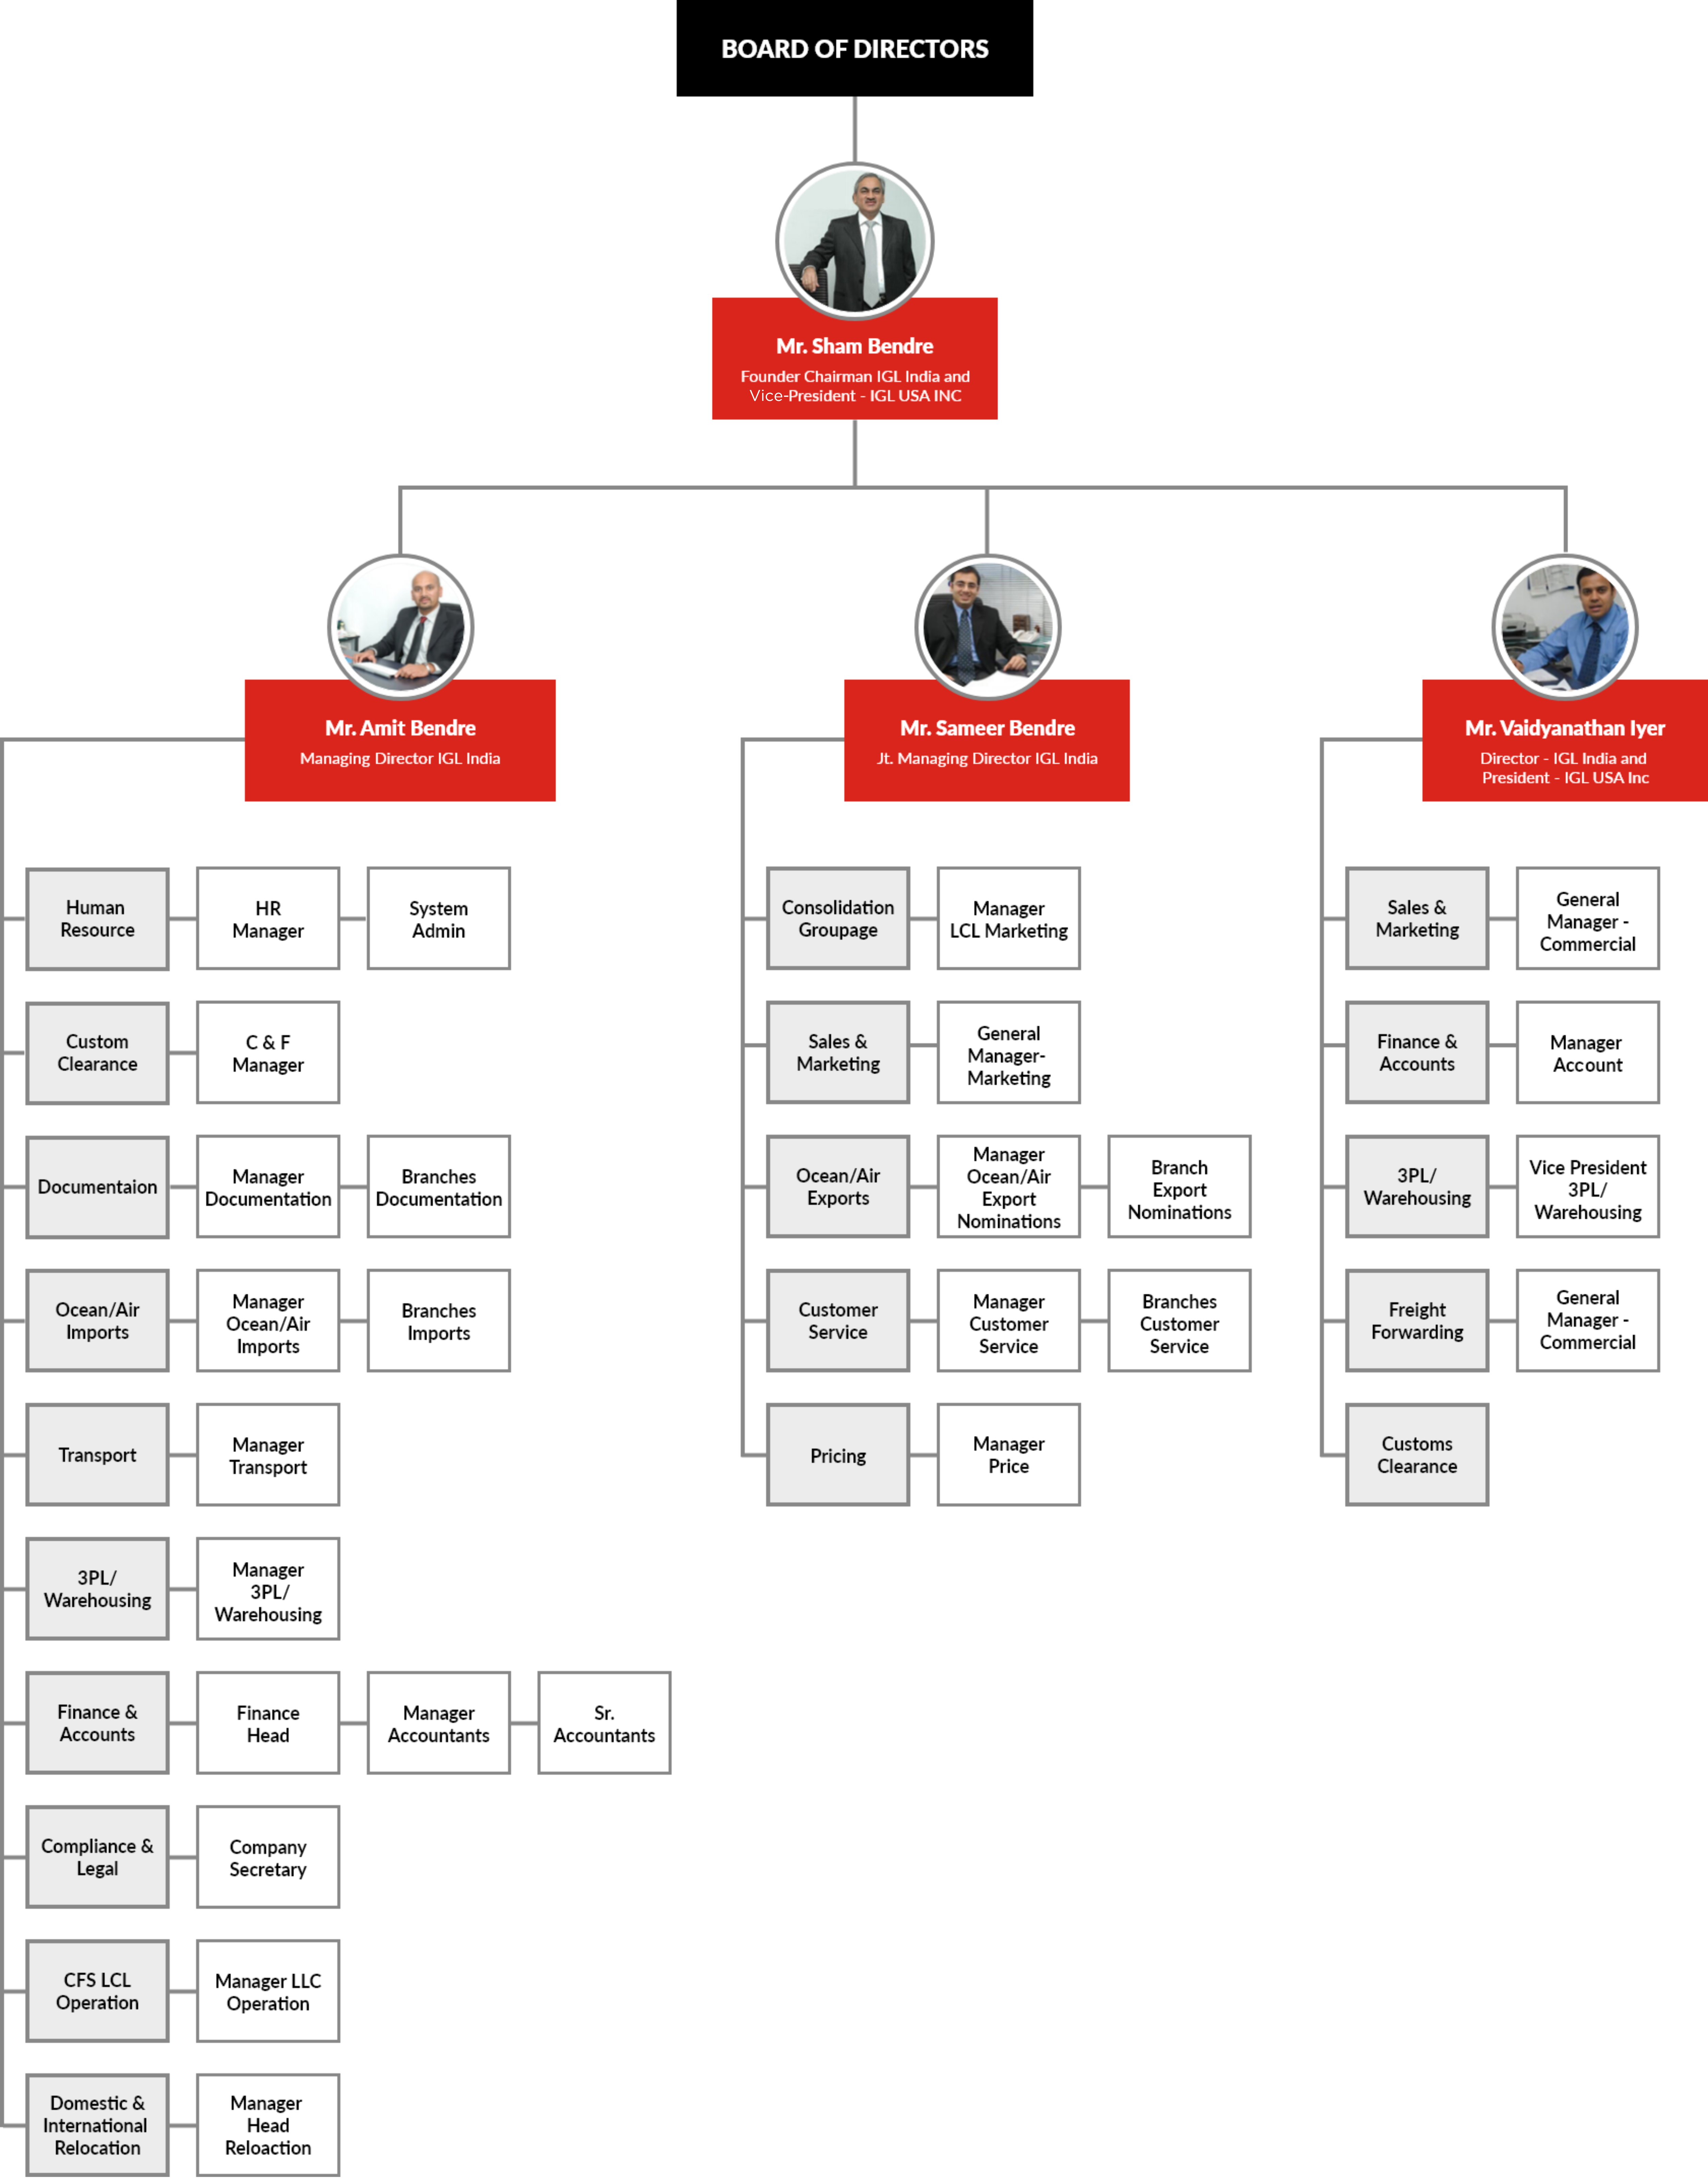 BOARD OF DIRECTORS
Mr. Sham Bendre
Founder Chairman IGL India and
Vice-President - IGL USA INC
Mr. Amit Bendre
Managing Director IGL India
Mr. Sameer Bendre
Jt. Managing Director IGL India
Mr. Vaidyanathan Iyer
Director - IGL India and
President - IGL USA Inc
Human
Resource
HR
Manager
System
Admin
Custom
Clearance
C & F
Manager
Documentaion
Manager
Documentation
Branches
Documentation
Ocean/Air
Imports
Manager
Ocean/Air
Imports
Branches
Imports
Transport
Manager
Transport
3PL/
Warehousing
Manager
3PL/
Warehousing
Finance &
Accounts
Finance
Head
Manager
Accountants
Sr.
Accountants
Compliance &
Legal
Company
Secretary
CFS LCL
Operation
Manager LLC
Operation
Domestic &
International
Relocation
Manager
Head
Reloaction
Consolidation
Groupage
Manager
LCL Marketing
Sales &
Marketing
General
Manager-
Marketing
Ocean/Air
Exports
Manager
Ocean/Air
Export
Nominations
Branch
Export
Nominations
Customer
Service
Manager
Customer
Service
Branches
Customer
Service
Pricing
Manager
Price
Sales &
Marketing
General
Manager -
Commercial
Finance &
Accounts
Manager
Account
3PL/
Warehousing
Vice President
3PL/
Warehousing
Freight
Forwarding
General
Manager -
Commercial
Customs
Clearance